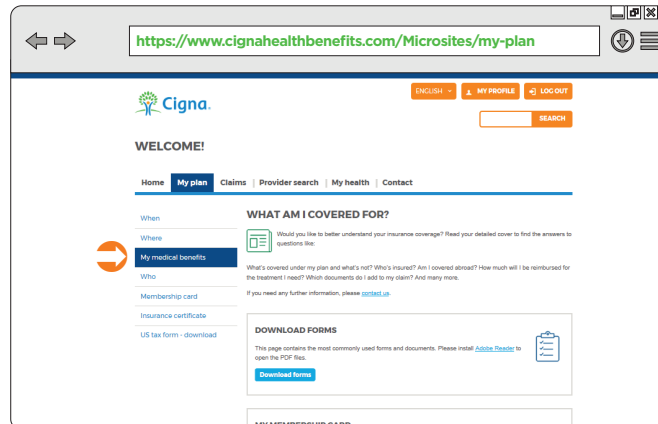 https://www.cignahealthbenefits.com/Microsites/my-plan
ENGLISH
MY PROFILE
LOG OUT
Cigna.
SEARCH
WELCOME!
Home
My plan
Claims
Provider search
My health
Contact
When
Where
My medical benefits
Who
Membership card
Insurance certificate
US tax form - download
WHAT AM I COVERED FOR?
Would you like to better understand your insurance coverage? Read your detailed cover to find the answers to
questions like:
What's covered under my plan and what's not? Who's insured? Am I covered abroad? How much will I be reimbursed for
the treatment I need? Which documents do I add to my claim? And many more.
If you need any further information, please contact us.
DOWNLOAD FORMS
This page contains the most commonly used forms and documents. Please install Adobe Reader to
open the PDF files.
Download forms
MY MEMBERSHIP CARD